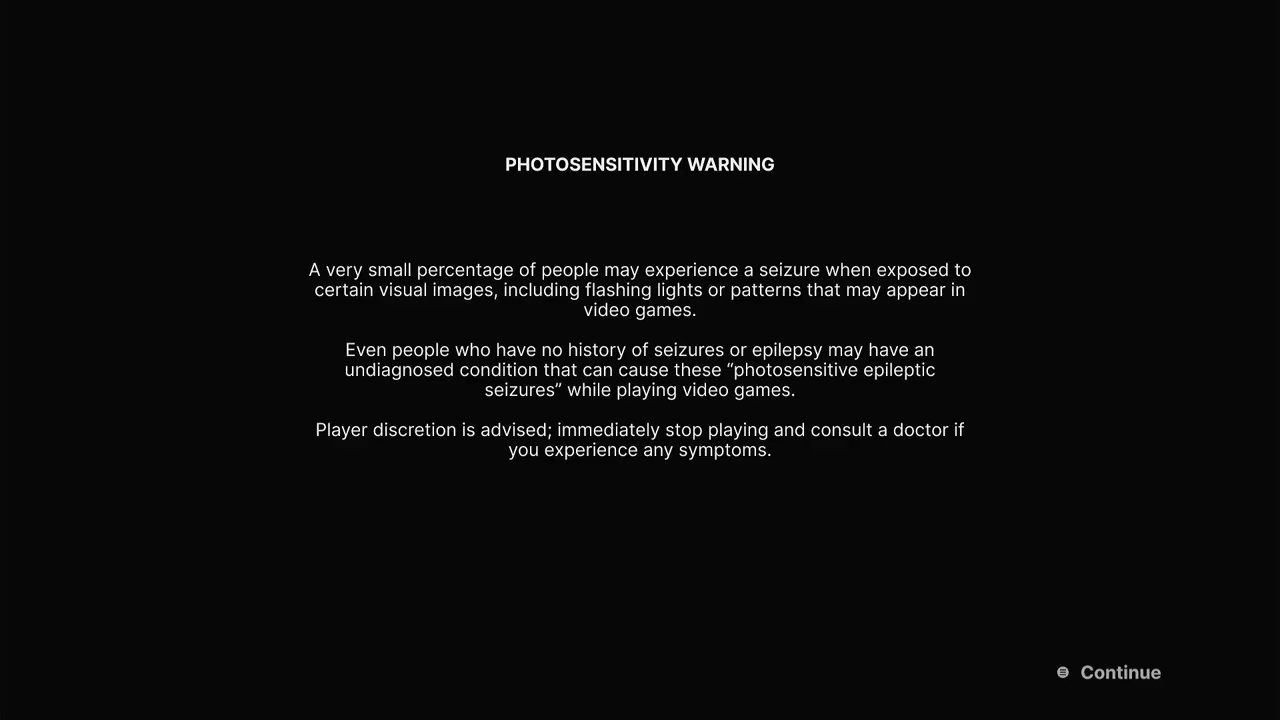 PHOTOSENSITIVITY WARNING
A very small percentage of people may experience a seizure when exposed to
certain visual images, including flashing lights or patterns that may appear in
video games.
Even people who have no history of seizures or epilepsy may have an
undiagnosed condition that can cause these “photosensitive epileptic
seizures” while playing video games.
Player discretion is advised; immediately stop playing and consult a doctor if
you experience any symptoms.
Continue